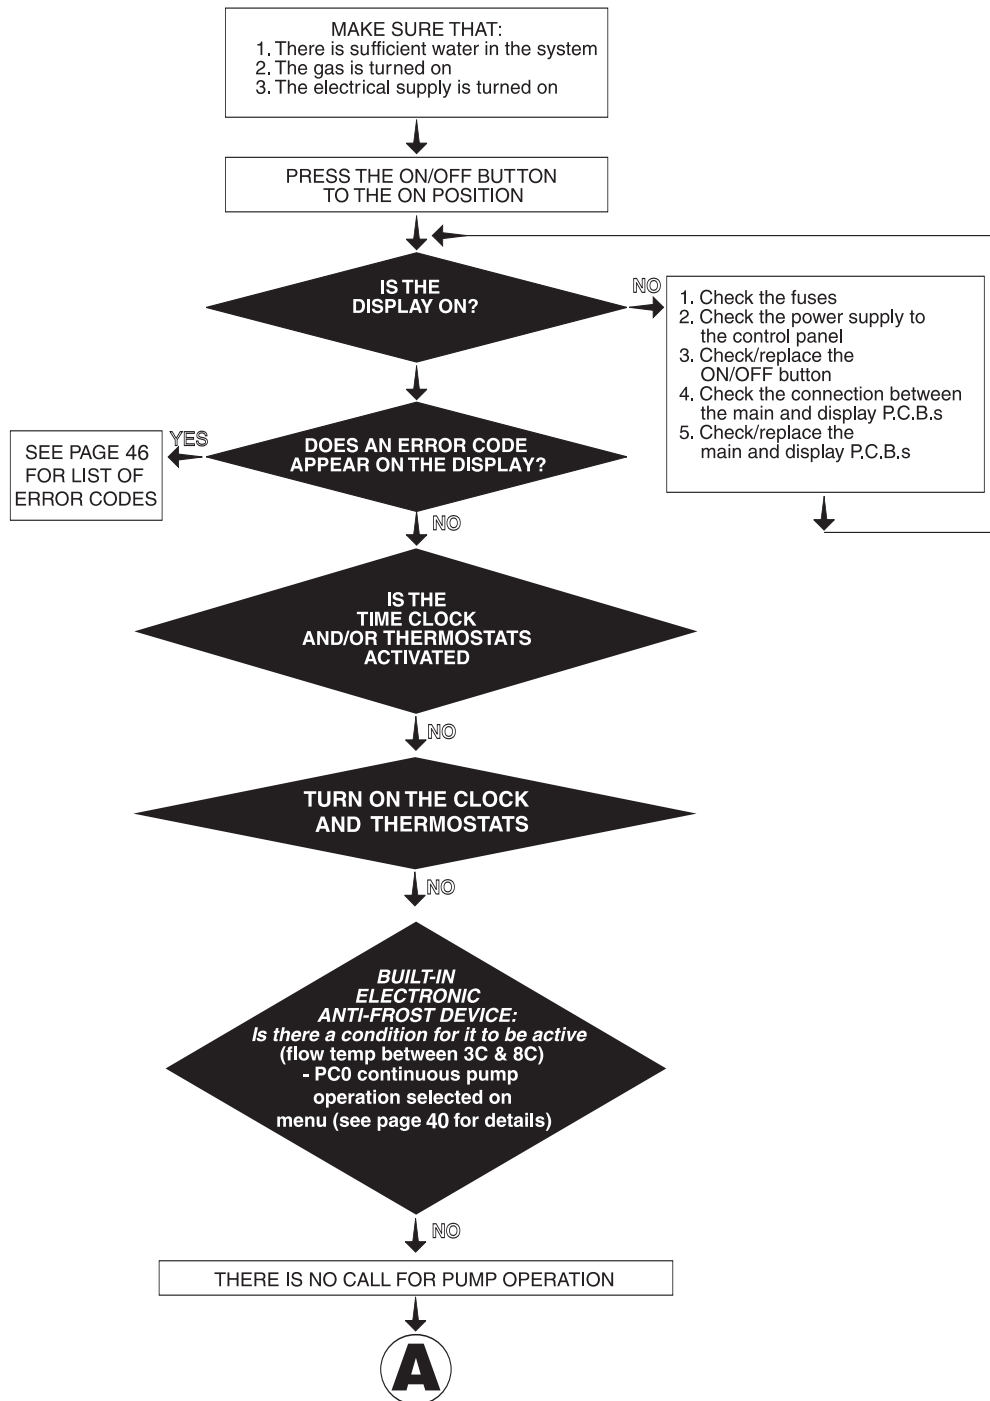 MAKE SURE THAT:
1. There is sufficient water in the system
2. The gas is turned on
3. The electrical supply is turned on
PRESS THE ON/OFF BUTTON
TO THE ON POSITION
IS THE
DISPLAY ON?
NO
1. Check the fuses
2. Check the power supply to
the control panel
3. Check/replace the
ON/OFF button
4. Check the connection between
the main and display P.C.B.s
5. Check/replace the
main and display P.C.B.s
DOES AN ERROR CODE
APPEAR ON THE DISPLAY?
YES
SEE PAGE 46
FOR LIST OF
ERROR CODES
NO
IS THE
TIME CLOCK
AND/OR THERMOSTATS
ACTIVATED
NO
TURN ON THE CLOCK
AND THERMOSTATS
NO
BUILT-IN
ELECTRONIC
ANTI-FROST DEVICE:
Is there a condition for it to be active
(flow temp between 3C & 8C)
- PC0 continuous pump
operation selected on
menu (see page 40 for details)
NO
THERE IS NO CALL FOR PUMP OPERATION
A